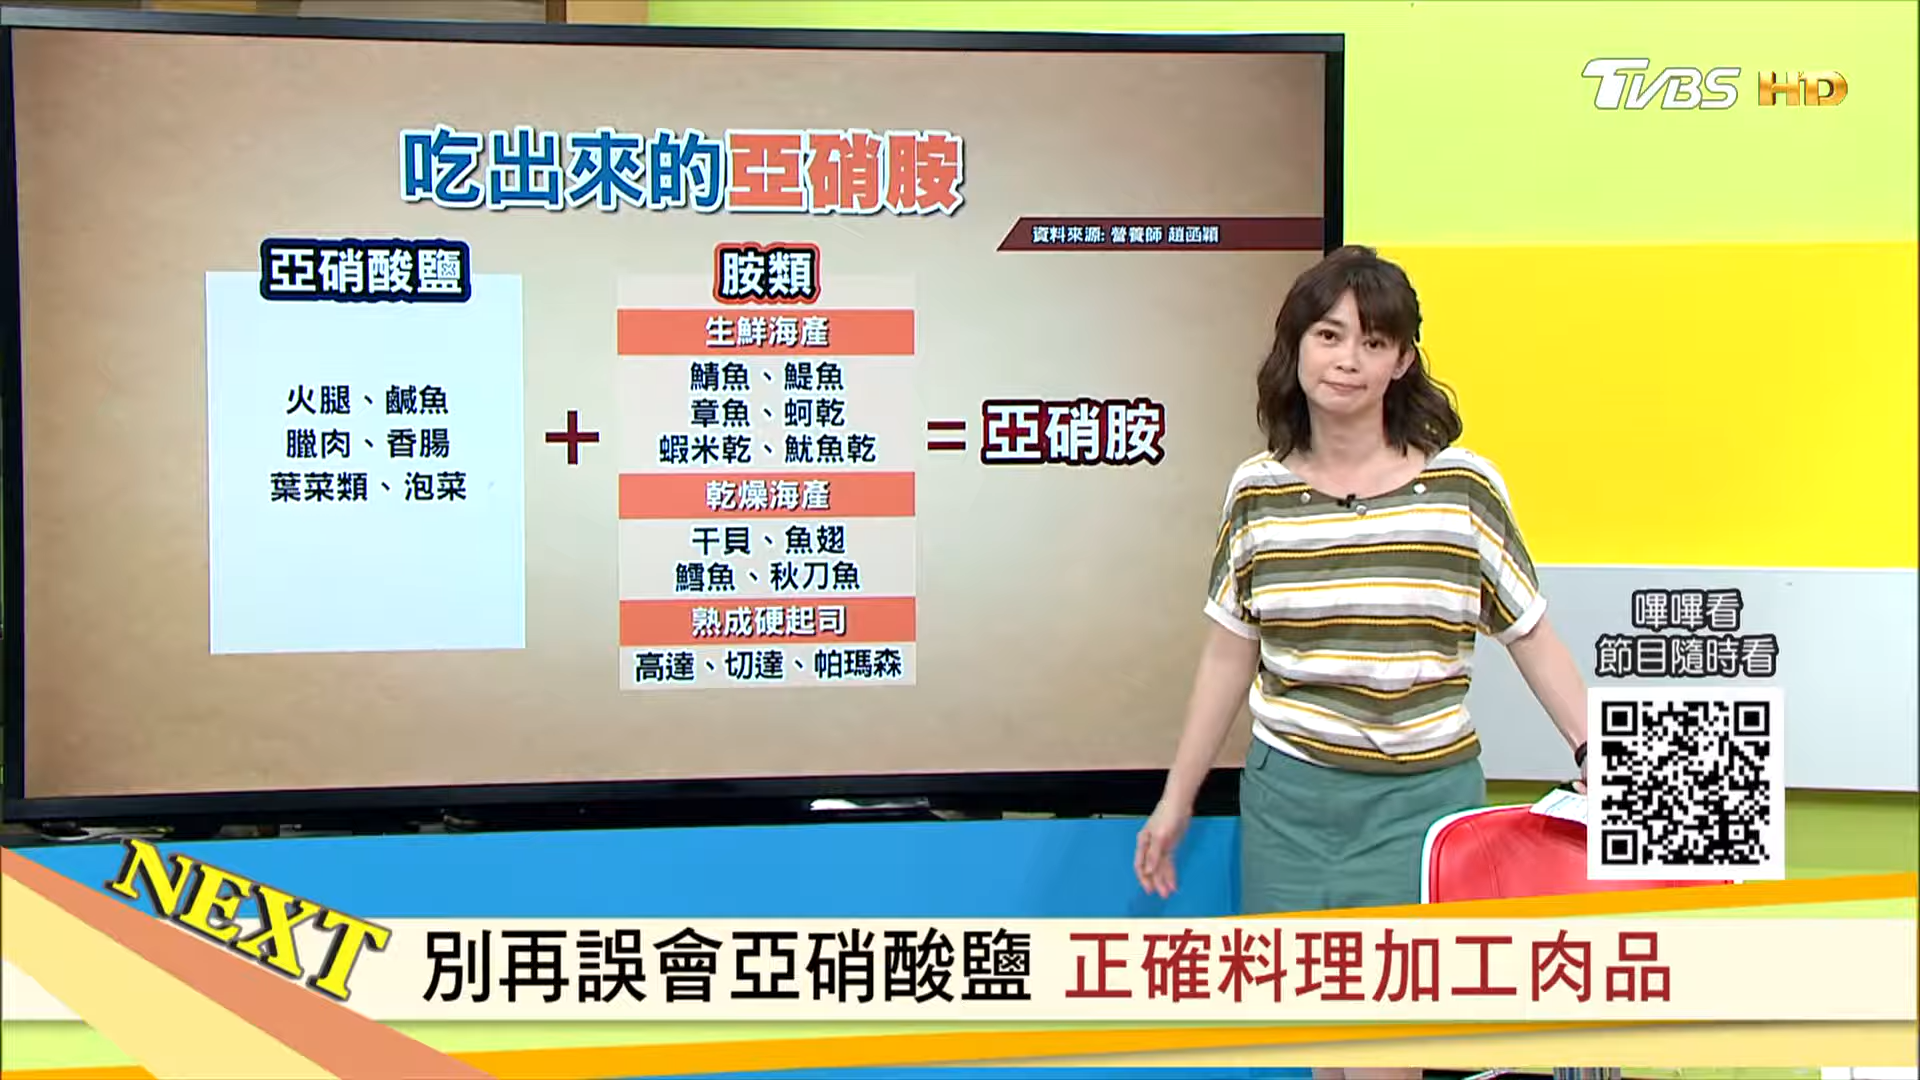 TVBS HD
吃出來的亞硝胺
資料來源: 營養師 趙函穎
亞硝酸鹽
火腿、鹹魚
臘肉、香腸
葉菜類、泡菜
+
胺類
生鮮海產
鯖魚、鯷魚
章魚、蚵乾
蝦米乾、魷魚乾
乾燥海產
干貝、魚翅
鱈魚、秋刀魚
熟成硬起司
高達、切達、帕瑪森
= 亞硝胺
嗶嗶看
節目隨時看
NEXT
別再誤會亞硝酸鹽 正確料理加工肉品